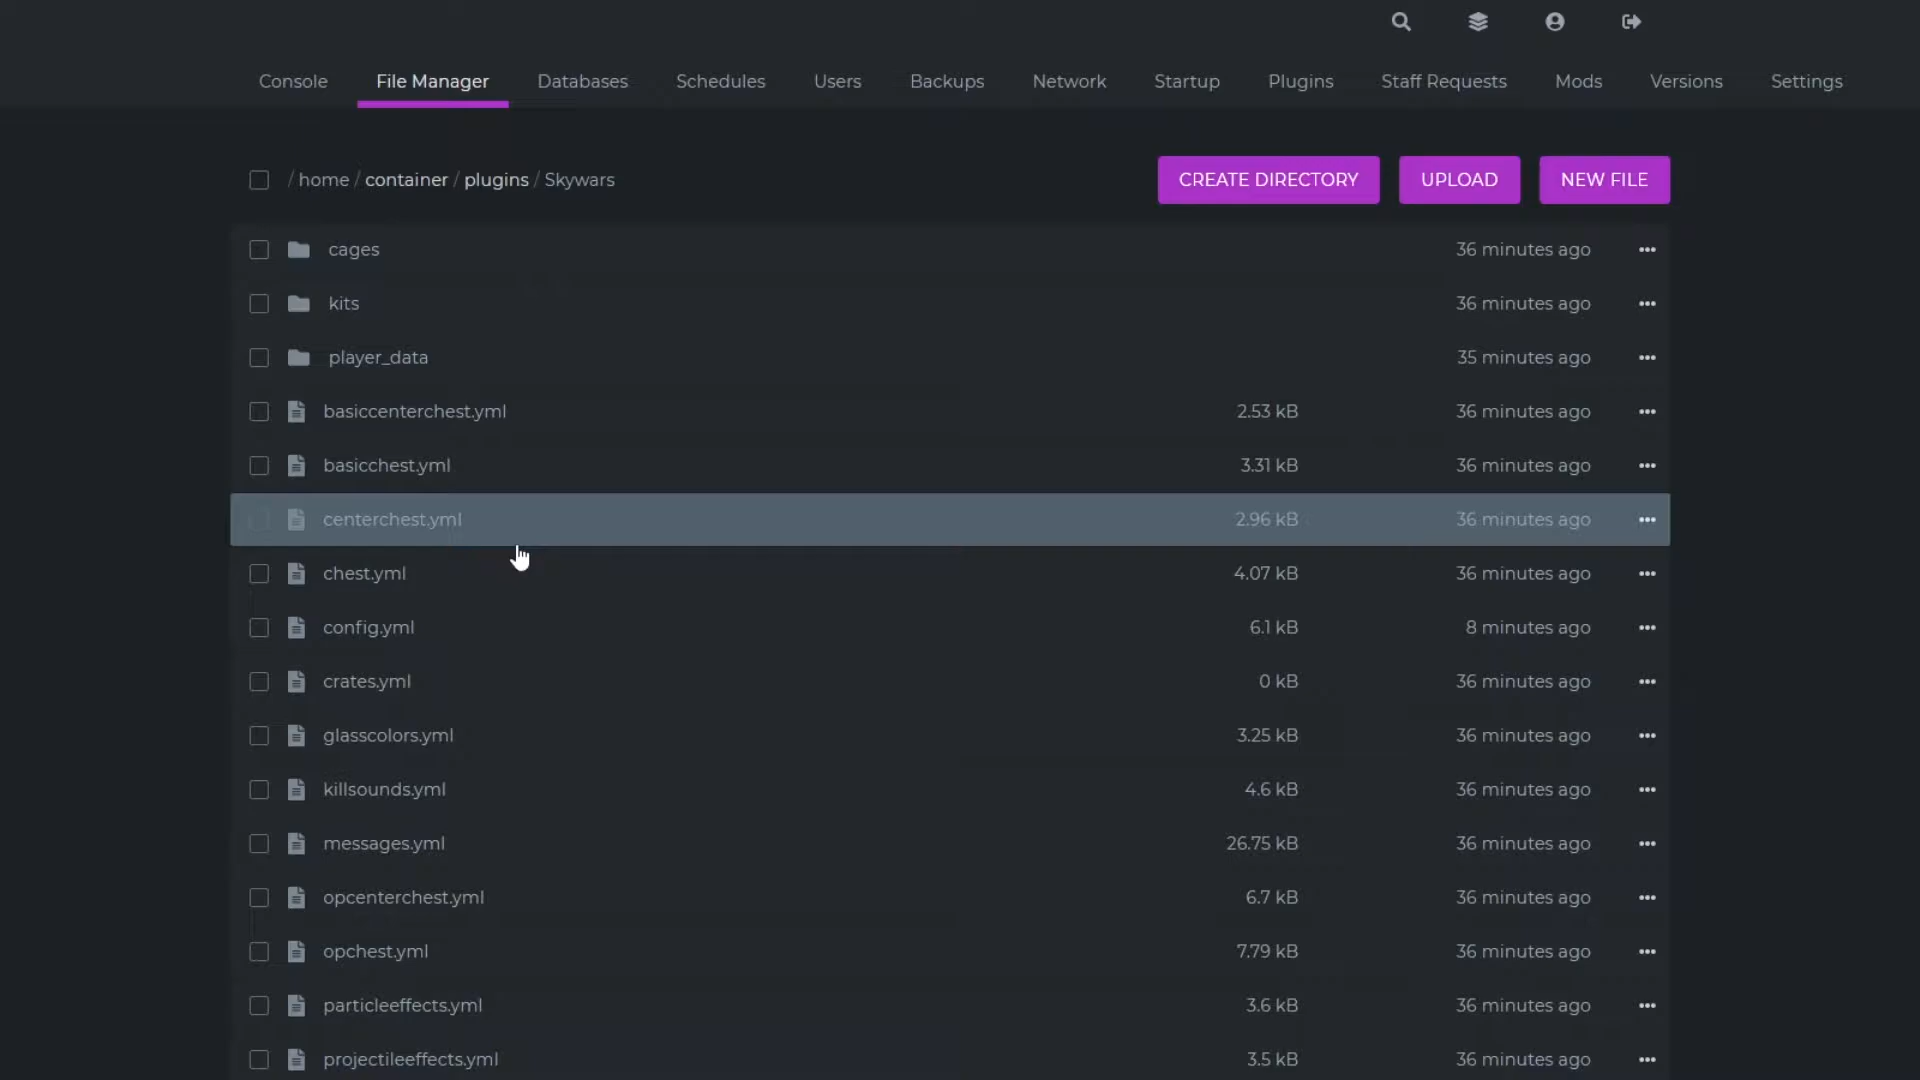 Console File Manager Databases Schedules Users Backups Network Startup Plugins Staff Requests Mods Versions Settings
/ home / container / plugins / Skywars CREATE DIRECTORY UPLOAD NEW FILE
cages 36 minutes ago
kits 36 minutes ago
player_data 35 minutes ago
basiccenterchest.yml 2.53 kB 36 minutes ago
basicchest.yml 3.31 kB 36 minutes ago
centerchest.yml 2.96 kB 36 minutes ago
chest.yml 4.07 kB 36 minutes ago
config.yml 6.1 kB 8 minutes ago
crates.yml 0 kB 36 minutes ago
glasscolors.yml 3.25 kB 36 minutes ago
killsounds.yml 4.6 kB 36 minutes ago
messages.yml 26.75 kB 36 minutes ago
opcenterchest.yml 6.7 kB 36 minutes ago
opchest.yml 7.79 kB 36 minutes ago
particleeffects.yml 3.6 kB 36 minutes ago
projectileeffects.yml 3.5 kB 36 minutes ago